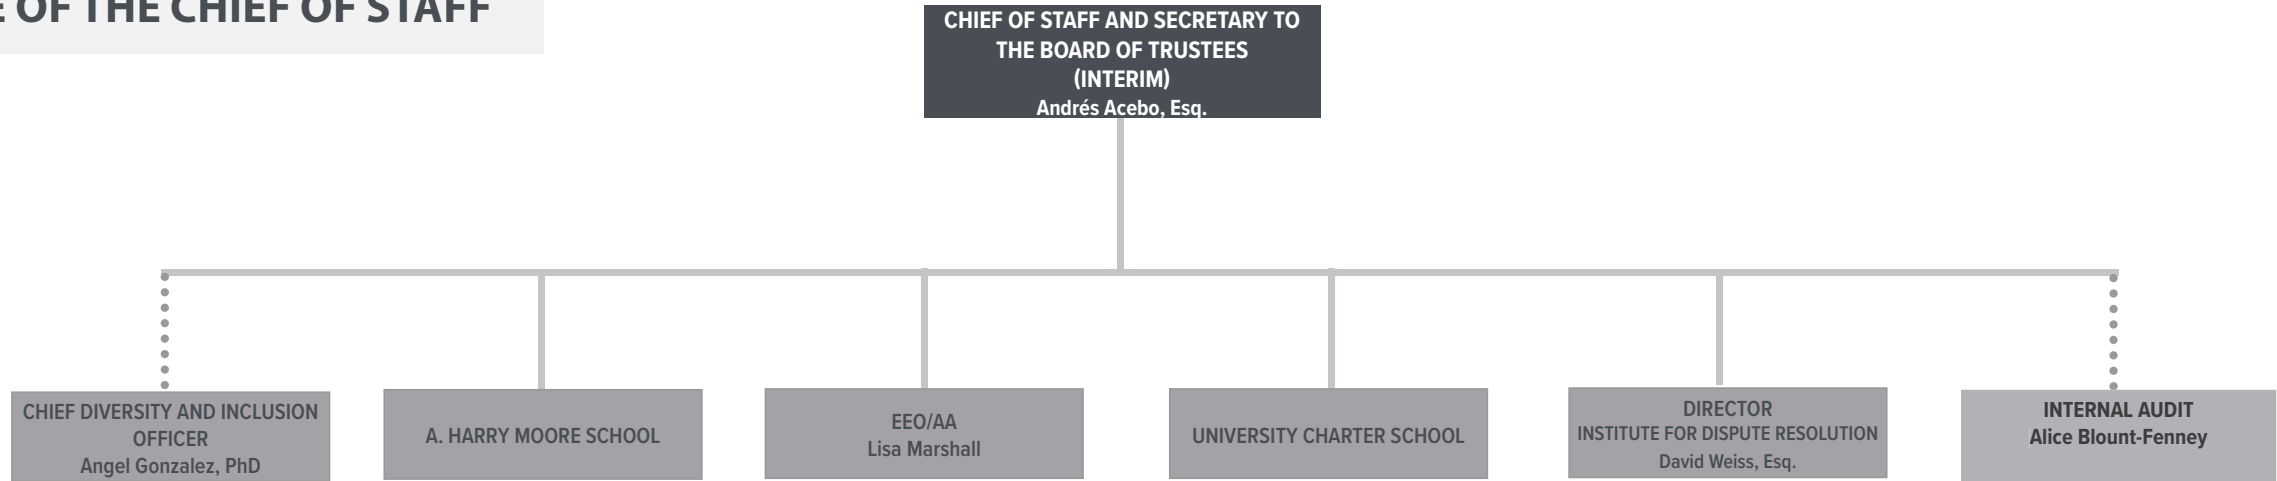 OF THE CHIEF OF STAFF
CHIEF OF STAFF AND SECRETARY TO
THE BOARD OF TRUSTEES
(INTERIM)
Andrés Acebo, Esq.
CHIEF DIVERSITY AND INCLUSION
OFFICER
Angel Gonzalez, PhD
A. HARRY MOORE SCHOOL
EEO/AA
Lisa Marshall
UNIVERSITY CHARTER SCHOOL
DIRECTOR
INSTITUTE FOR DISPUTE RESOLUTION
David Weiss, Esq.
INTERNAL AUDIT
Alice Blount-Fenney